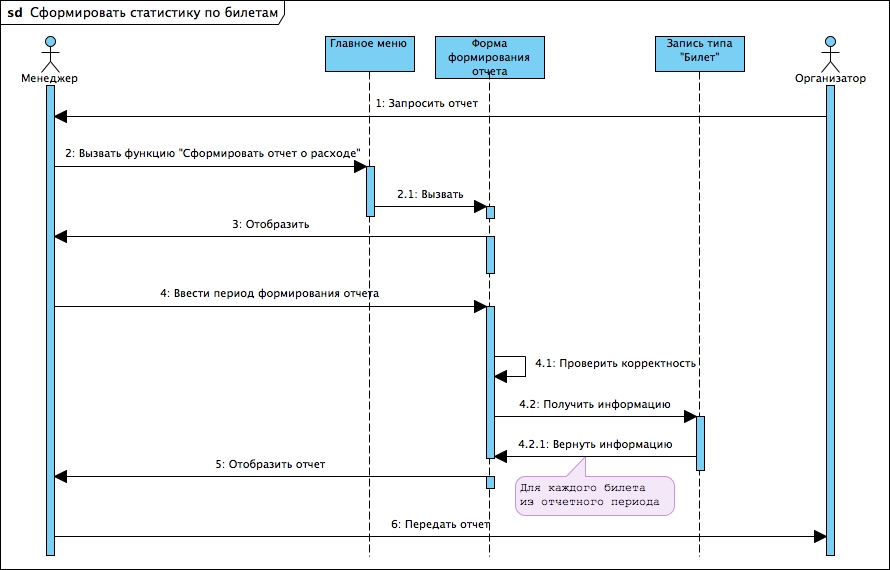 sd Сформировать статистику по билетам
Менеджер
Главное меню
Форма
формирования
отчета
Запись типа
"Билет"
Организатор
1: Запросить отчет
2: Вызвать функцию "Сформировать отчет о расходе"
2.1: Вызвать
3: Отобразить
4: Ввести период формирования отчета
4.1: Проверить корректность
4.2: Получить информацию
4.2.1: Вернуть информацию
5: Отобразить отчет
Для каждого билета
из отчетного периода
6: Передать отчет